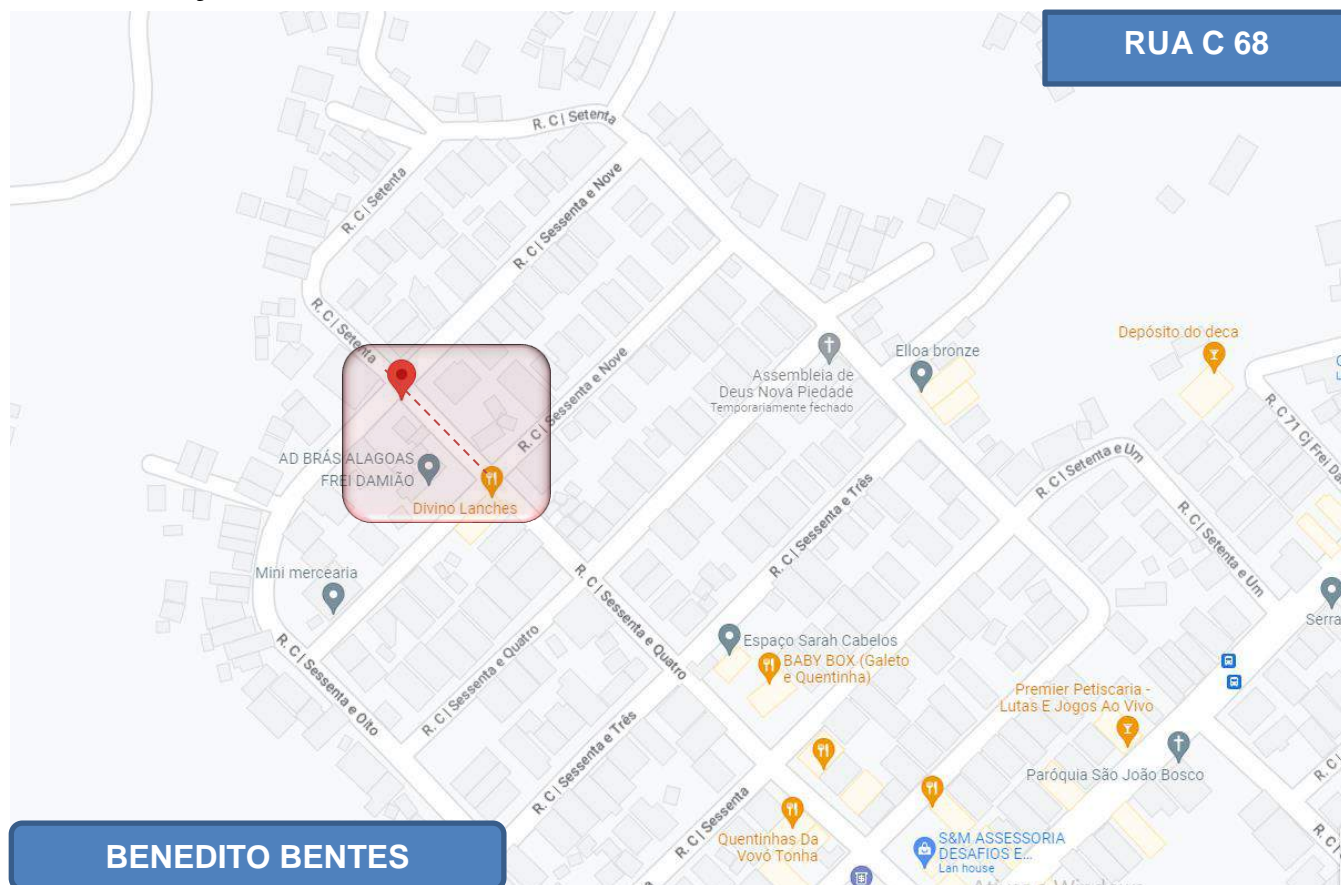 RUA C 68
R. C | Setenta
R. C | Setenta
R. C | Sessenta e Nove
R. C | Setenta
Depósito do deca
Elloa bronze
Assembleia de
Deus Nova Piedade
Temporariamente fechado
R. C | Sessenta e Nove
R. C 71 Cj Frei Da
AD BRÁS ALAGOAS
FREI DAMIÃO
Divino Lanches
R. C | Setenta e Um
R. C | Sessenta e Três
R. C | Setenta e Um
Mini mercearia
R. C | Sessenta e Quatro
Serra
R. C | Sessenta e Quatro
Espaço Sarah Cabelos
BABY BOX (Galeto
e Quentinha)
R. C | Sessenta e Oito
Premier Petiscaria -
Lutas E Jogos Ao Vivo
R. C | Sessenta e Três
Paróquia São João Bosco
R. C |
R. C | Sessenta
Quentinhas Da
Vovó Tonha
S&M ASSESSORIA
DESAFIOS E...
Lan house
R. C |
BENEDITO BENTES